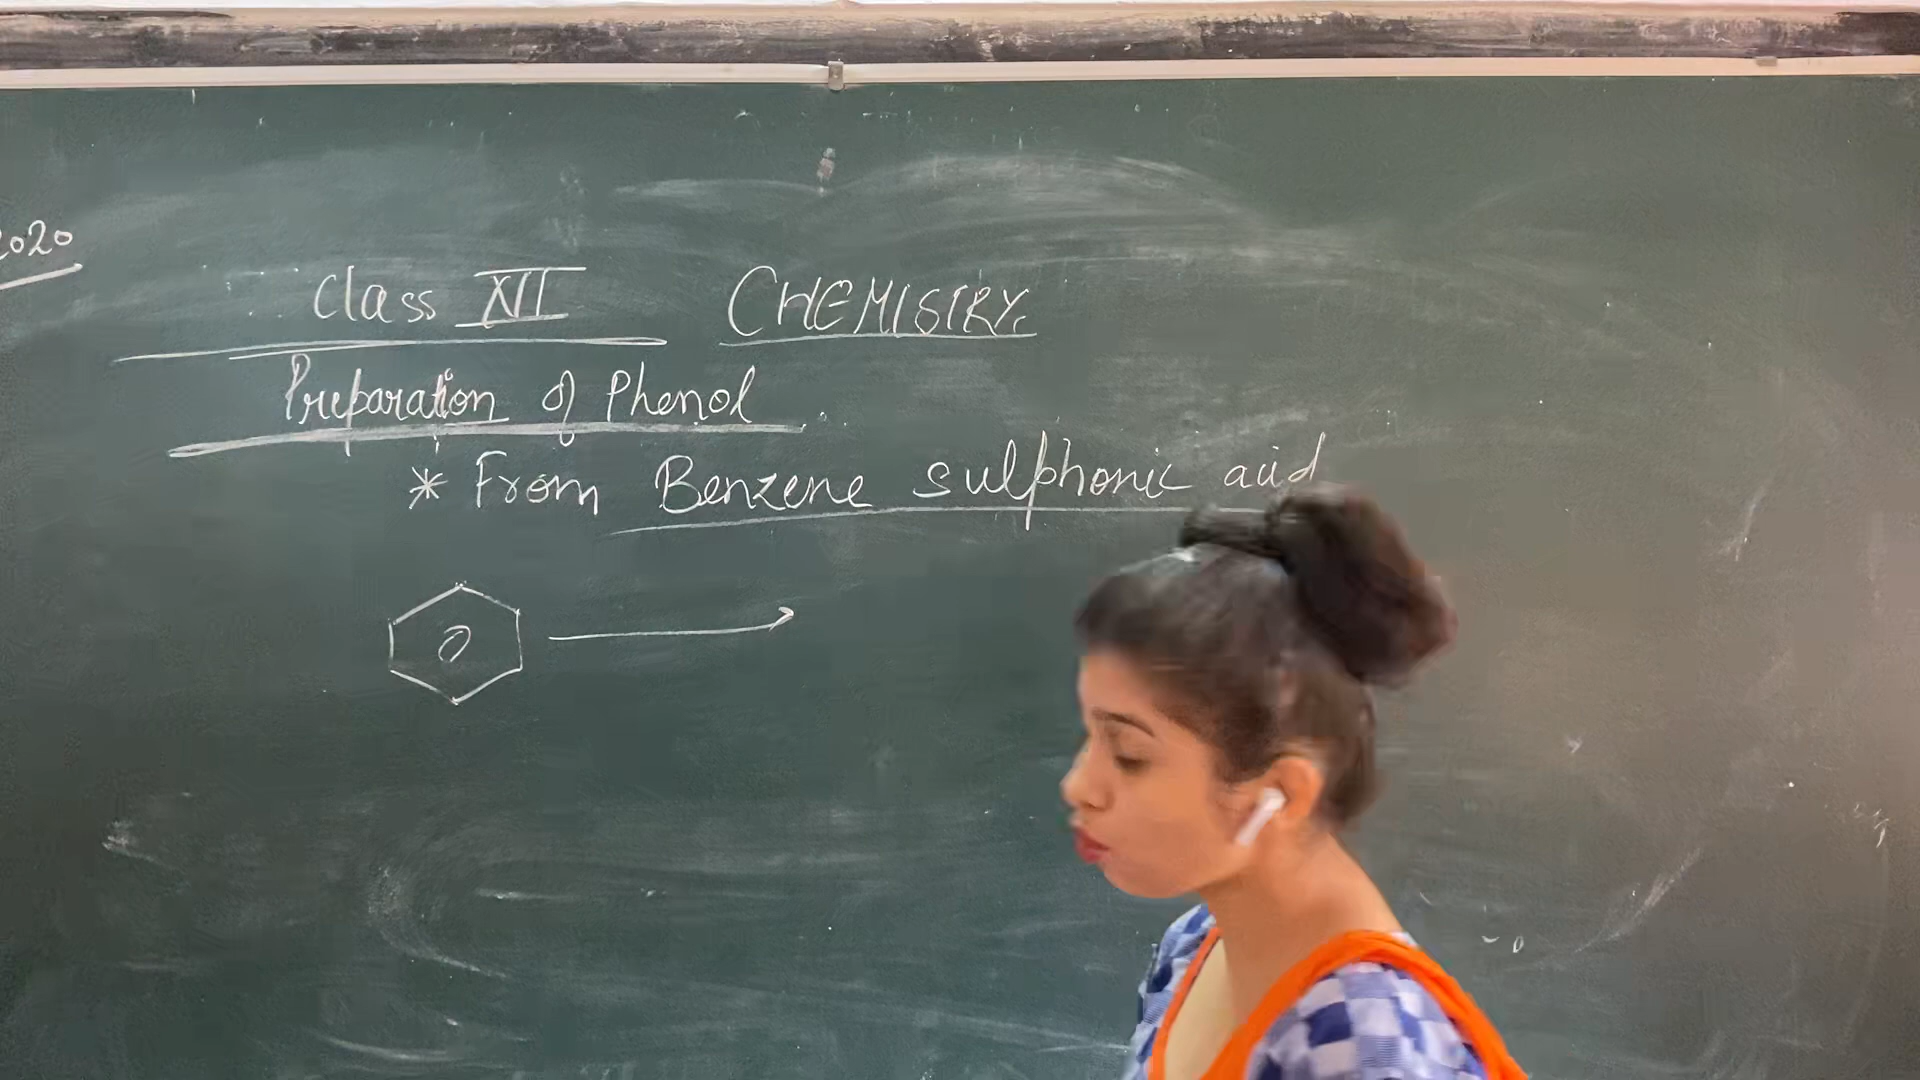 2020
Class XII CHEMISTRY
Preparation of Phenol
* From Benzene sulphonic acid